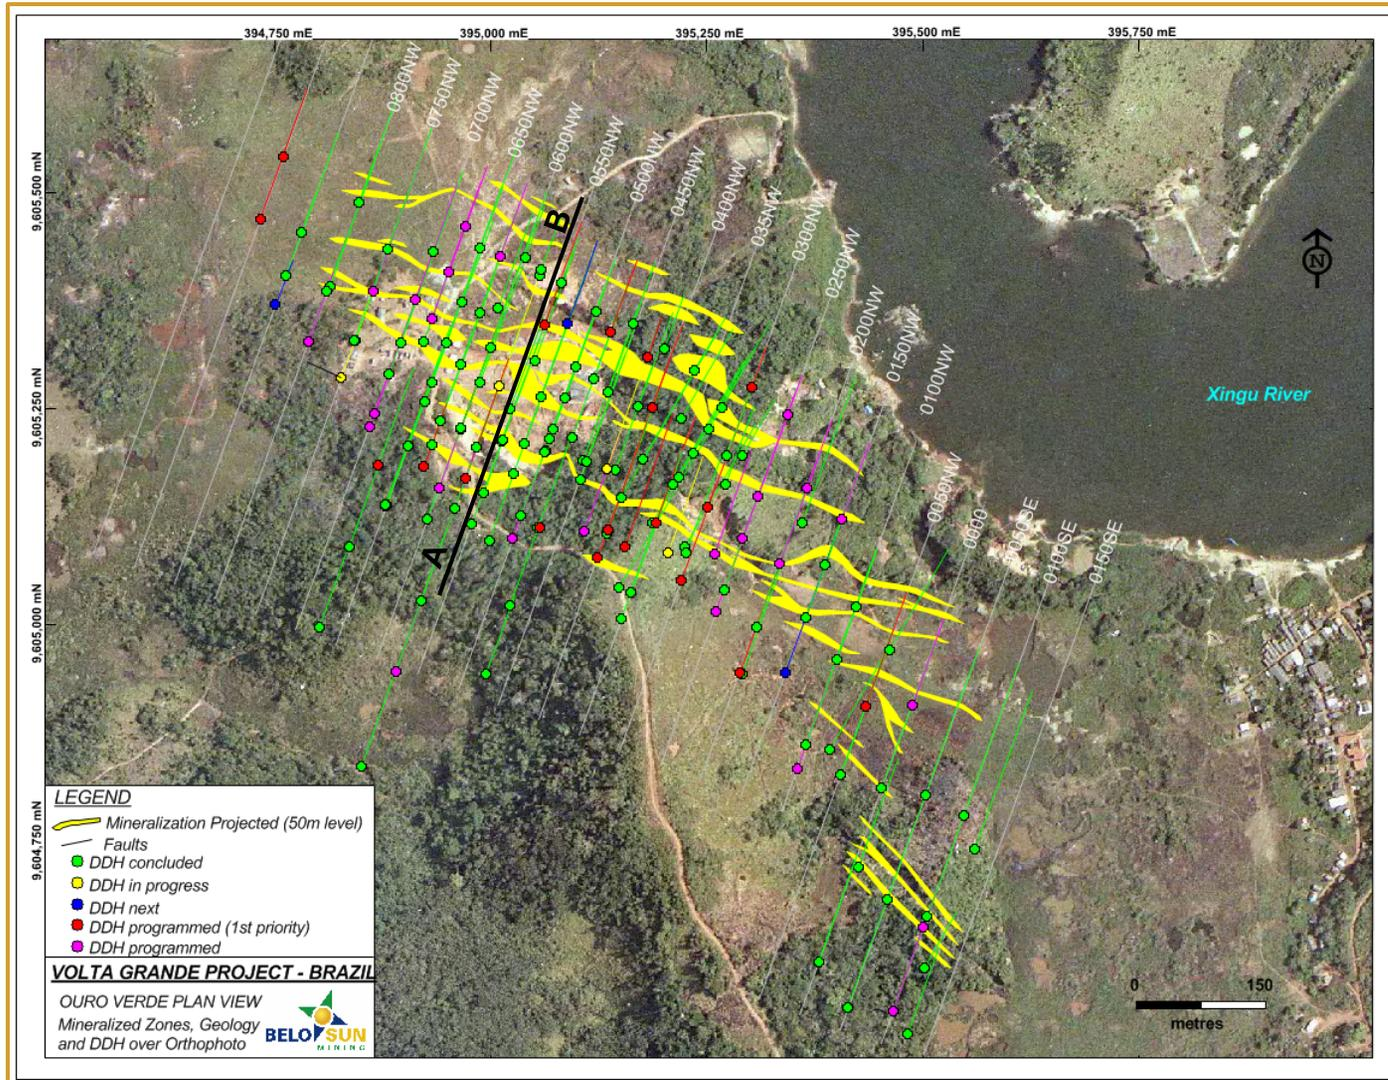 394,750 mE
395,000 mE
395,250 mE
395,500 mE
395,750 mE
9,605,500 mN
9,605,250 mN
9,605,000 mN
9,604,750 mN
0800NW
0750NW
0700NW
0650NW
0600NW
0550NW
0500NW
0450NW
0400NW
035NW
0300NW
0250NW
0200NW
0150NW
0100NW
0050NW
0000
0050SE
0100SE
0150SE
B
A
N
Xingu River
0 150
metres
LEGEND
Mineralization Projected (50m level)
Faults
DDH concluded
DDH in progress
DDH next
DDH programmed (1st priority)
DDH programmed
VOLTA GRANDE PROJECT - BRAZIL
OURO VERDE PLAN VIEW
Mineralized Zones, Geology
and DDH over Orthophoto
BELO SUN
MINING